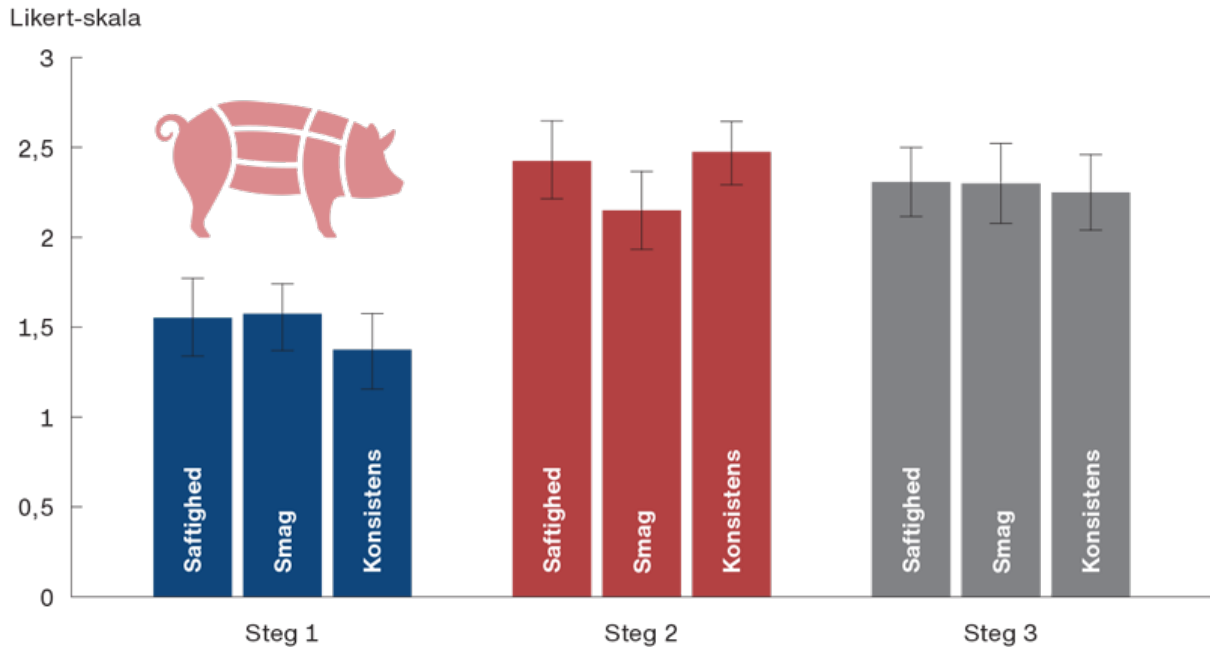 Likert-skala
3
2,5
2
1,5
1
0,5
0
Saftighed
Smag
Konsistens
Saftighed
Smag
Konsistens
Saftighed
Smag
Konsistens
Steg 1
Steg 2
Steg 3